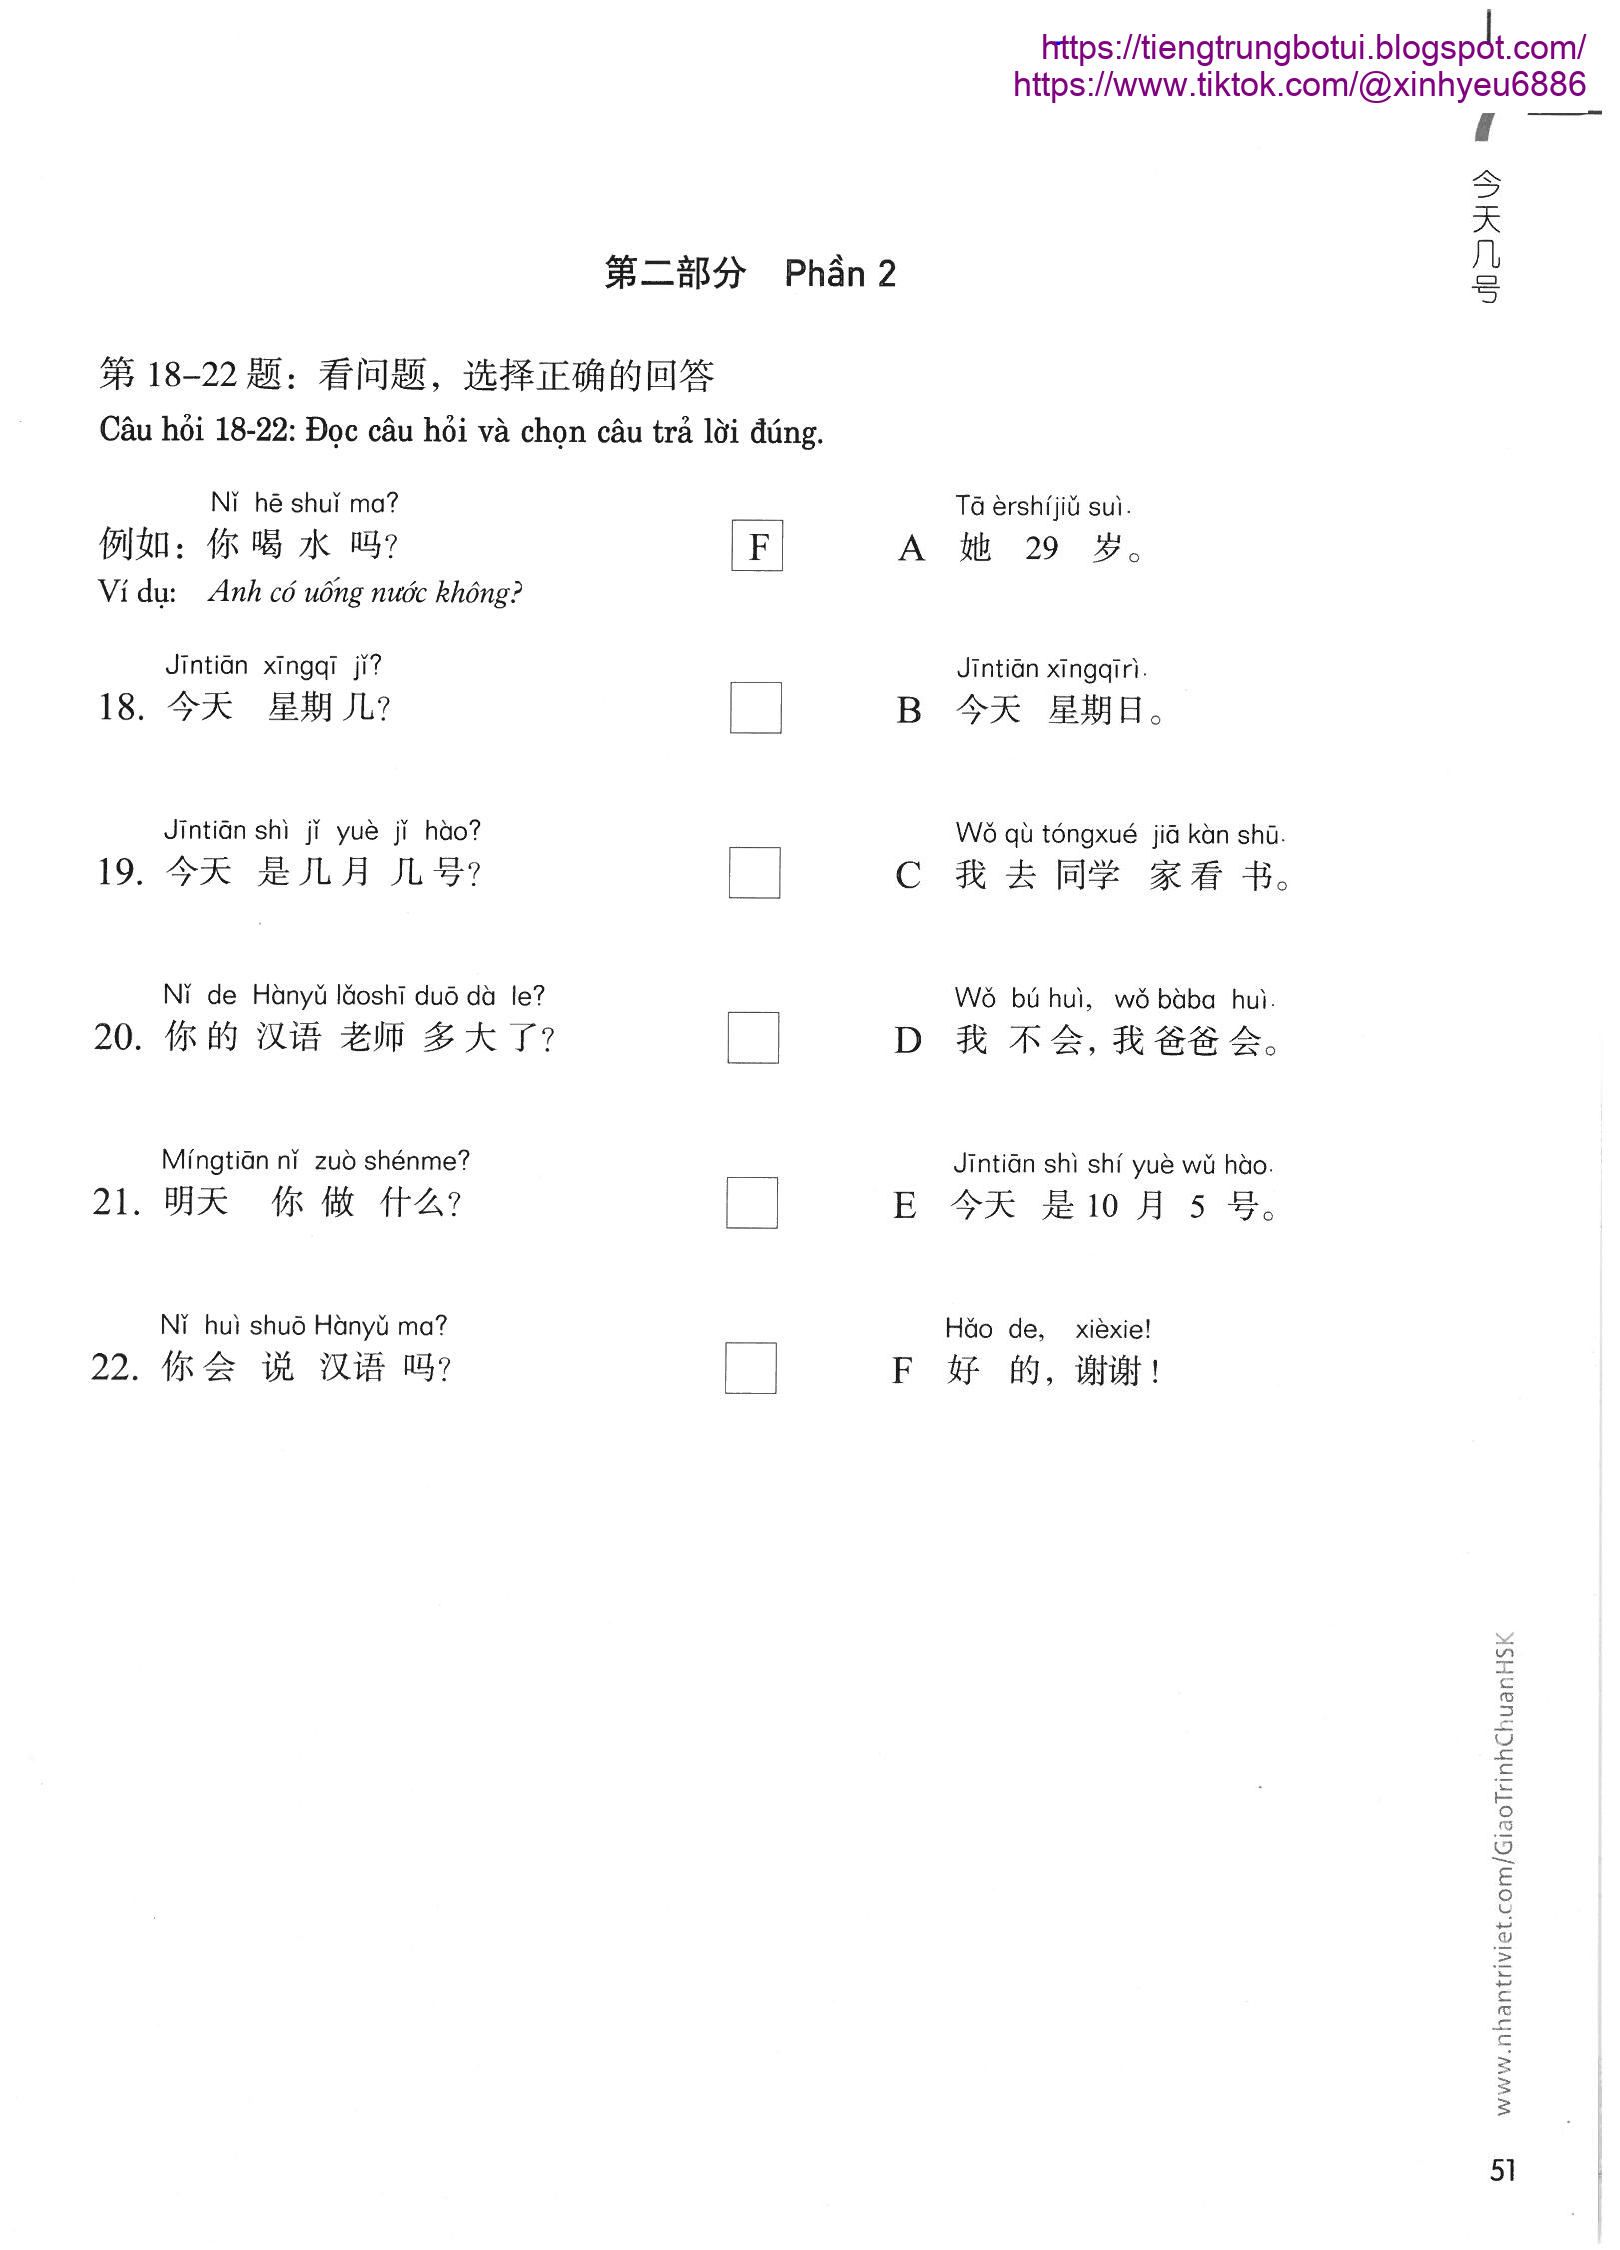 https://tiengtrungbotui.blogspot.com/
https://www.tiktok.com/@xinhyeu6886
今天几号
第二部分 Phần 2
第 18-22 题：看问题，选择正确的回答
Câu hỏi 18-22: Đọc câu hỏi và chọn câu trả lời đúng.
Nǐ hē shuǐ ma?
例如：你喝水吗？ F
Ví dụ: Anh có uống nước không?
Tā èrshíjiǔ suì.
A 她 29 岁。
Jīntiān xīngqī jǐ?
18. 今天星期几？
Jīntiān xīngqīrì.
B 今天星期日。
Jīntiān shì jǐ yuè jǐ hào?
19. 今天是几月几号？
Wǒ qù tóngxué jiā kàn shū.
C 我去同学家看书。
Nǐ de Hànyǔ lǎoshī duō dà le?
20. 你的汉语老师多大了？
Wǒ bú huì, wǒ bàba huì.
D 我不会，我爸爸会。
Míngtiān nǐ zuò shénme?
21. 明天你做什么？
Jīntiān shì shí yuè wǔ hào.
E 今天是 10 月 5 号。
Nǐ huì shuō Hànyǔ ma?
22. 你会说汉语吗？
Hǎo de, xièxie!
F 好的，谢谢！
www.nhantriviet.com/GiaoTrinhChuanHSK
51